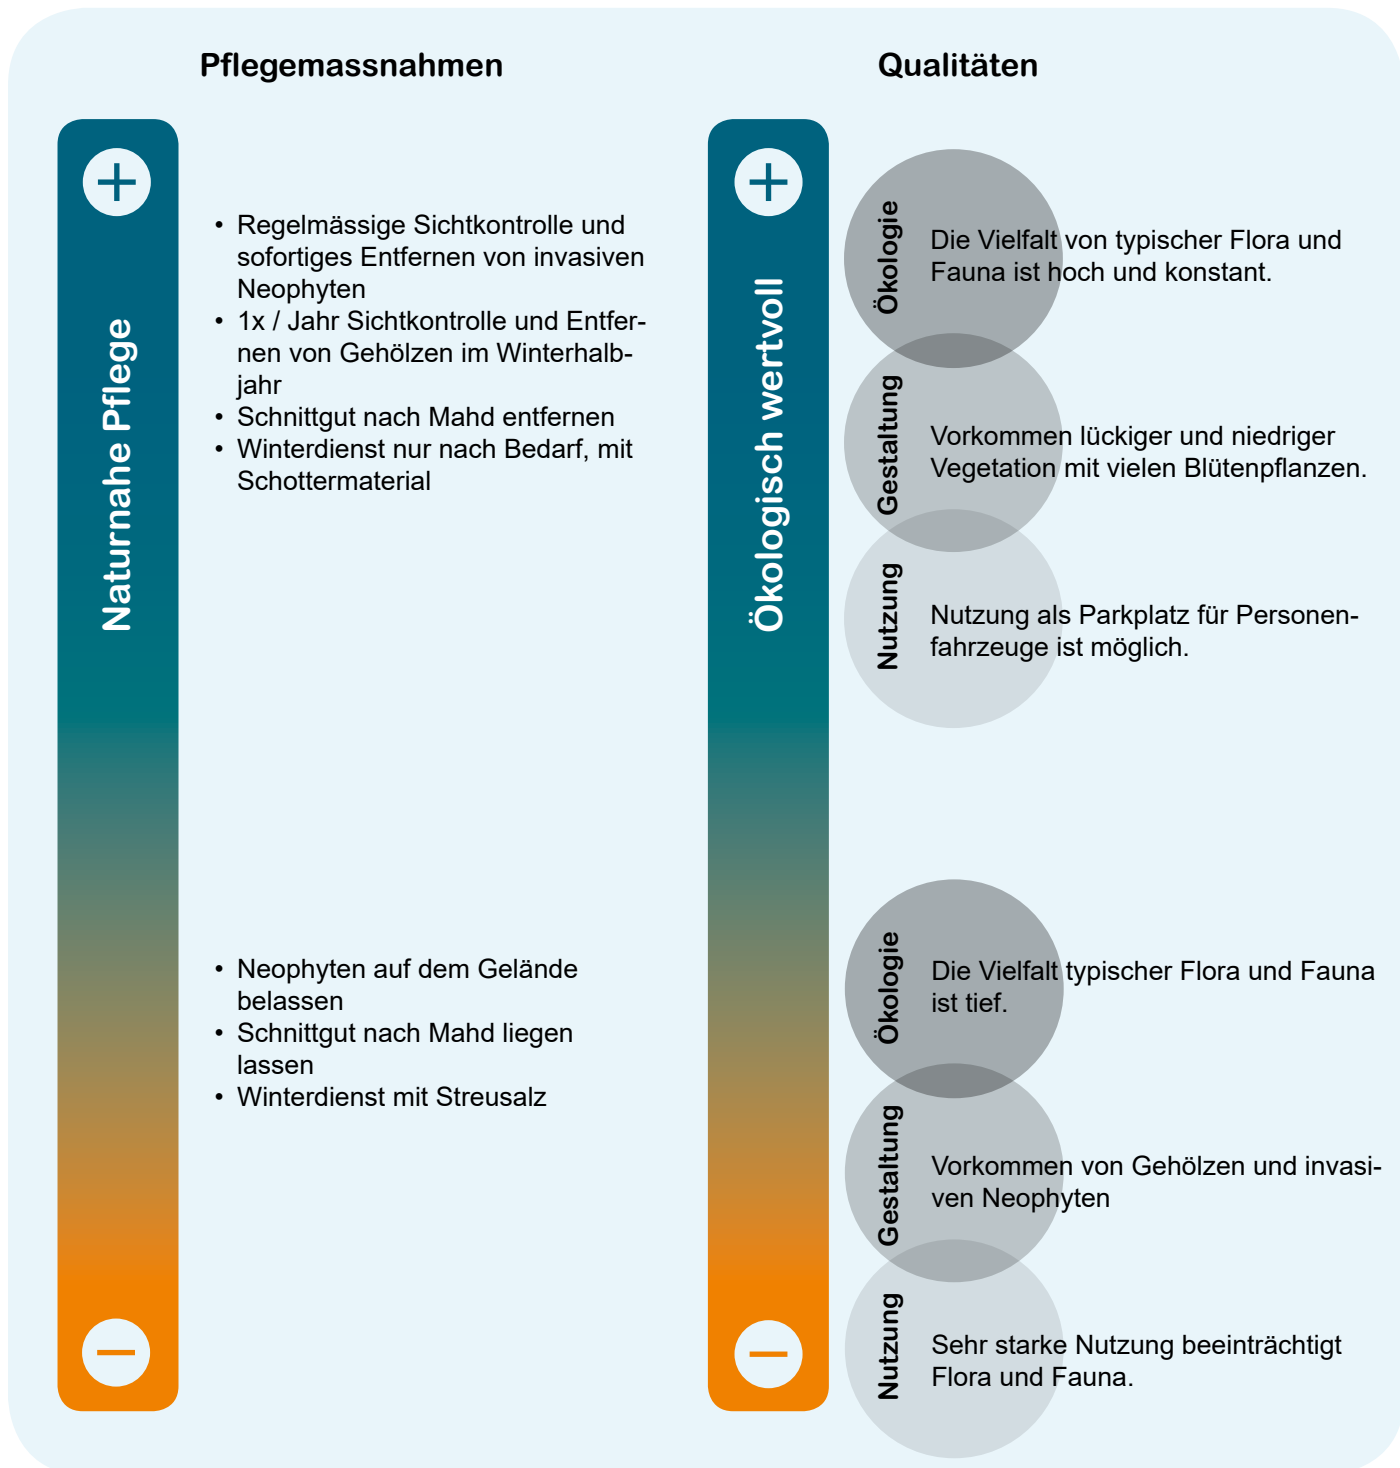 Pflegemassnahmen
Naturnahe Pflege
• Regelmässige Sichtkontrolle und
sofortiges Entfernen von invasiven
Neophyten
• 1x / Jahr Sichtkontrolle und Entfer-
nen von Gehölzen im Winterhalb-
jahr
• Schnittgut nach Mahd entfernen
• Winterdienst nur nach Bedarf, mit
Schottermaterial
• Neophyten auf dem Gelände
belassen
• Schnittgut nach Mahd liegen
lassen
• Winterdienst mit Streusalz
Qualitäten
Ökologisch wertvoll
Ökologie
Die Vielfalt von typischer Flora und
Fauna ist hoch und konstant.
Gestaltung
Vorkommen lückiger und niedriger
Vegetation mit vielen Blütenpflanzen.
Nutzung
Nutzung als Parkplatz für Personen-
fahrzeuge ist möglich.
Ökologie
Die Vielfalt typischer Flora und Fauna
ist tief.
Gestaltung
Vorkommen von Gehölzen und invasi-
ven Neophyten
Nutzung
Sehr starke Nutzung beeinträchtigt
Flora und Fauna.